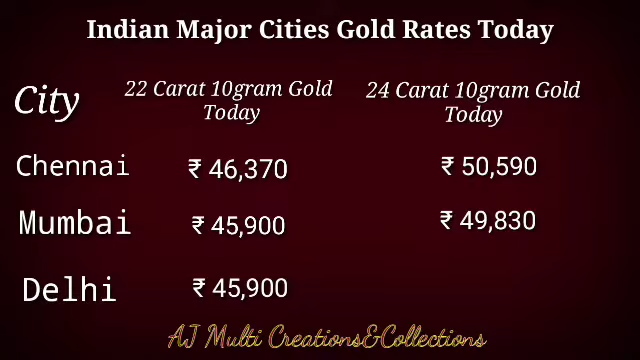 Indian Major Cities Gold Rates Today
City 22 Carat 10gram Gold Today 24 Carat 10gram Gold Today
Chennai ₹ 46,370 ₹ 50,590
Mumbai ₹ 45,900 ₹ 49,830
Delhi ₹ 45,900
AJ Multi Creations&Collections